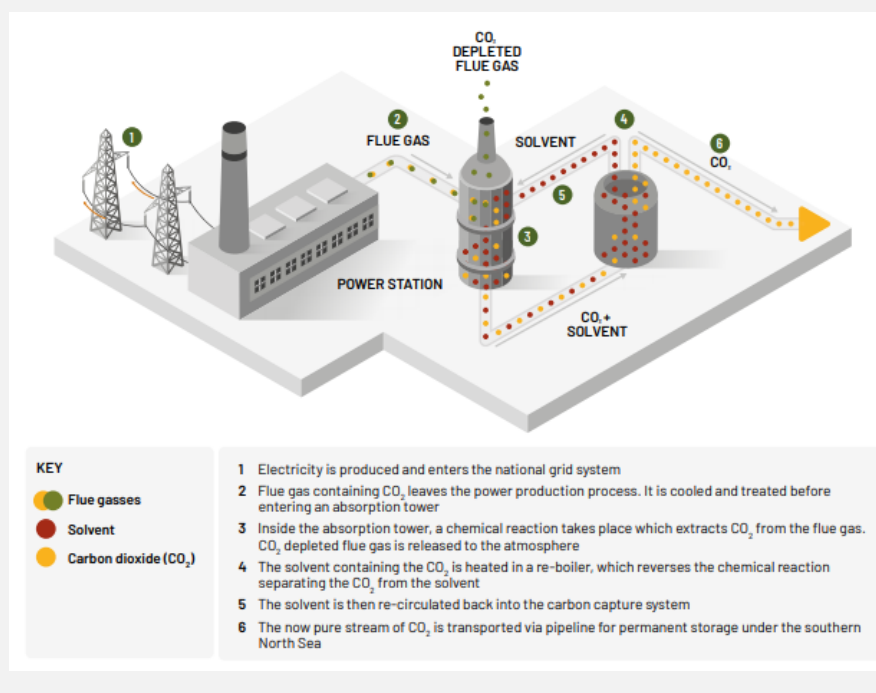 CO₂
DEPLETED
FLUE GAS
1
2
FLUE GAS
SOLVENT
4
6
CO₂
5
3
POWER STATION
CO₂ +
SOLVENT
KEY
Flue gasses
Solvent
Carbon dioxide (CO₂)
1 Electricity is produced and enters the national grid system
2 Flue gas containing CO₂ leaves the power production process. It is cooled and treated before
entering an absorption tower
3 Inside the absorption tower, a chemical reaction takes place which extracts CO₂ from the flue gas.
CO₂ depleted flue gas is released to the atmosphere
4 The solvent containing the CO₂ is heated in a re-boiler, which reverses the chemical reaction
separating the CO₂ from the solvent
5 The solvent is then re-circulated back into the carbon capture system
6 The now pure stream of CO₂ is transported via pipeline for permanent storage under the southern
North Sea